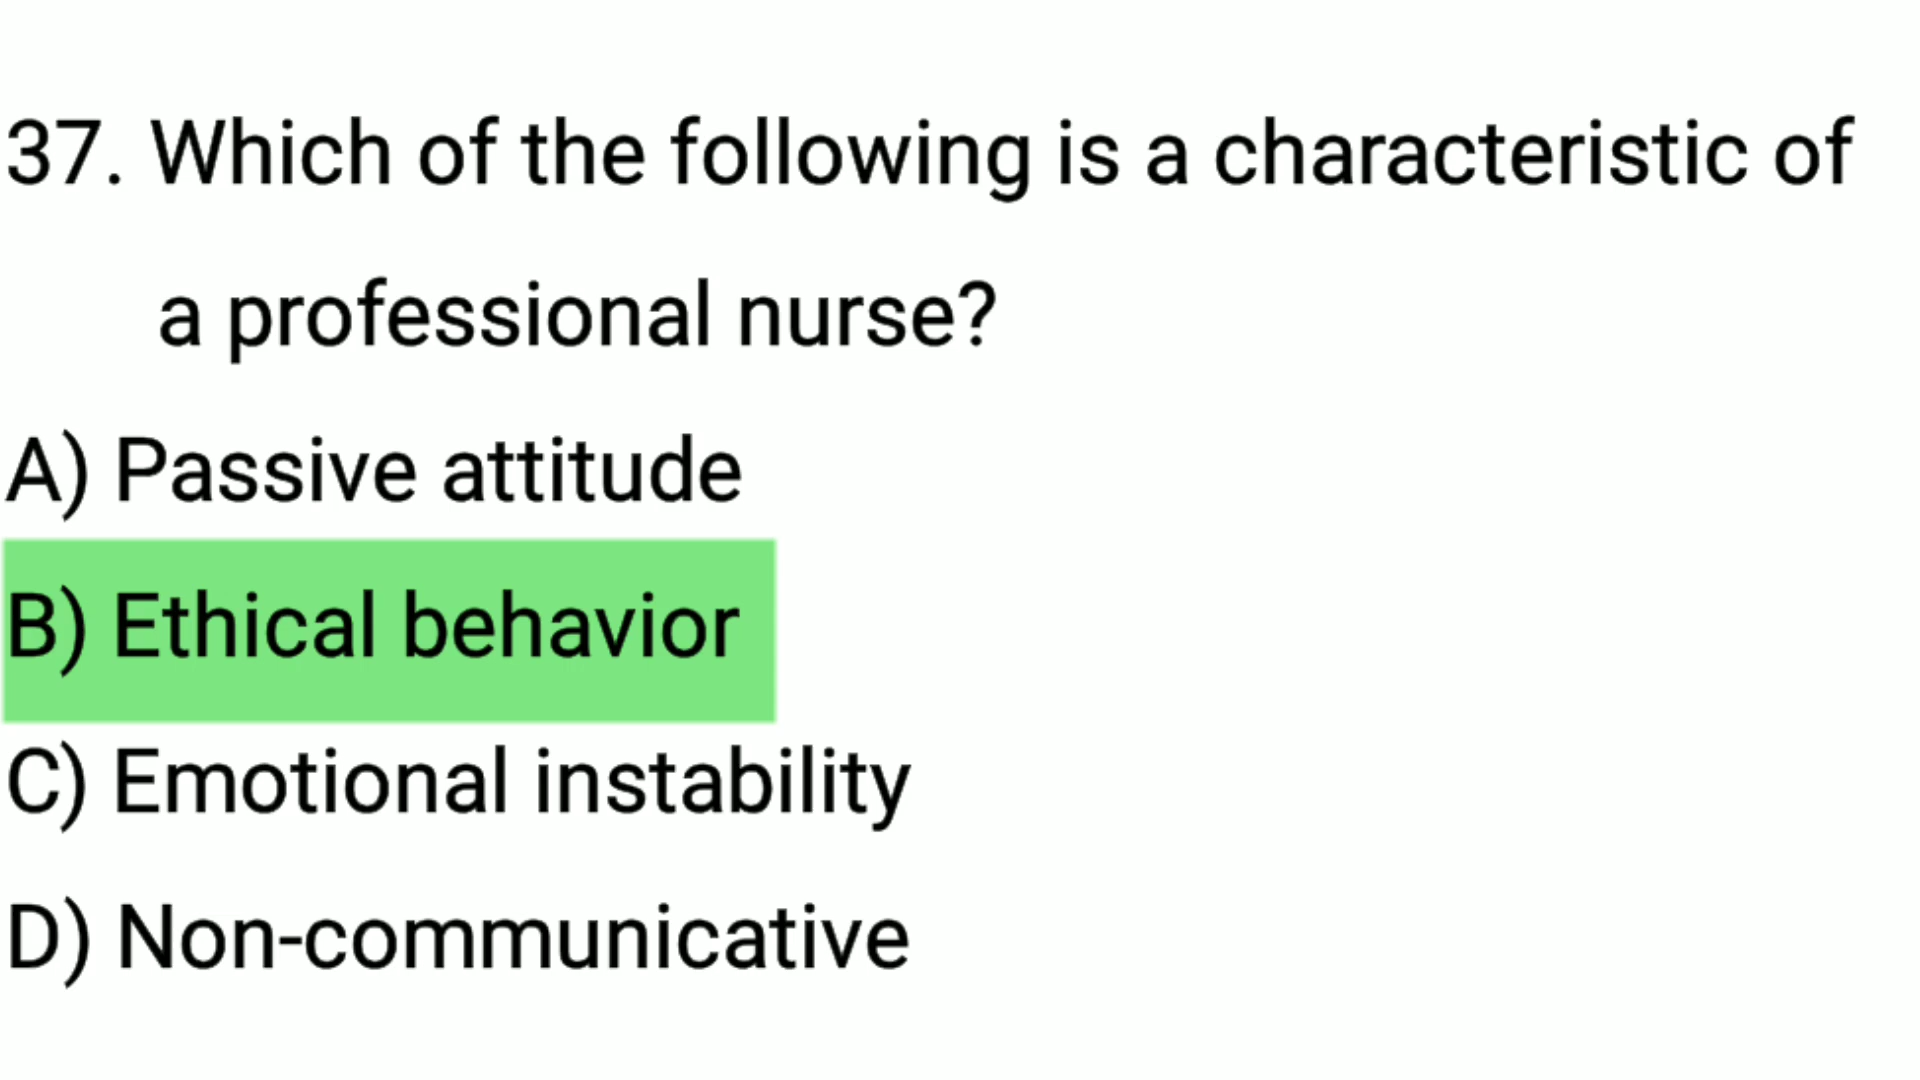 37. Which of the following is a characteristic of
a professional nurse?
A) Passive attitude
B) Ethical behavior
C) Emotional instability
D) Non-communicative